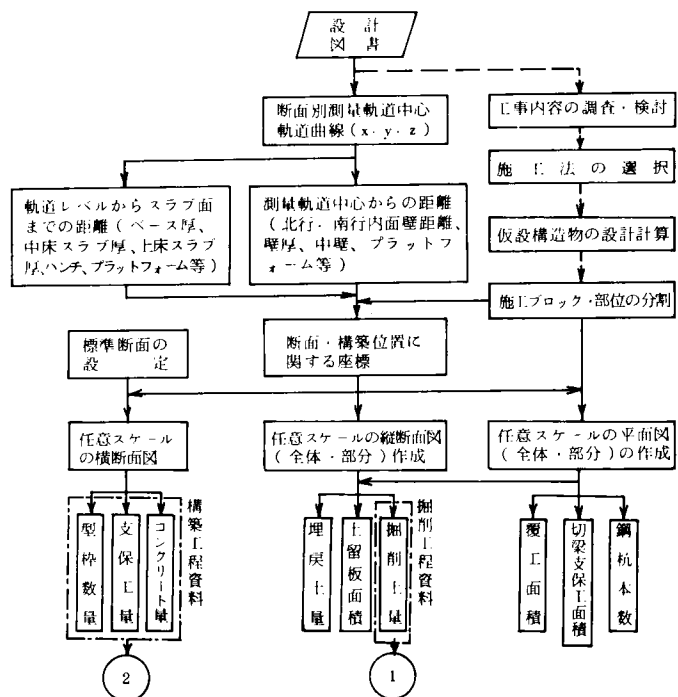 設計
図書
断面別測量軌道中心
軌道曲線(x.y.z)
工事内容の調査・検討
施工法の選択
軌道レベルからスラブ面
までの距離(ベース厚、
中床スラブ厚、上床スラブ
厚、ハンチ、プラットフォーム等)
測量軌道中心からの距離
(北行.南行内面壁距離、
壁厚、中壁、プラットフ
ォーム等)
仮設構造物の設計計算
施工ブロック・部位の分割
標準断面の
設定
断面・構築位置に
関する座標
任意スケール
の横断面図
任意スケールの縦断面図
(全体・部分)作成
任意スケールの平面図
(全体・部分)の作成
型枠数量
支保工量
コンクリート量
構築工程資料
埋戻土量
土留板面積
掘削土量
掘削工程資料
覆工面積
切梁支保工面積
鋼杭本数
2
1